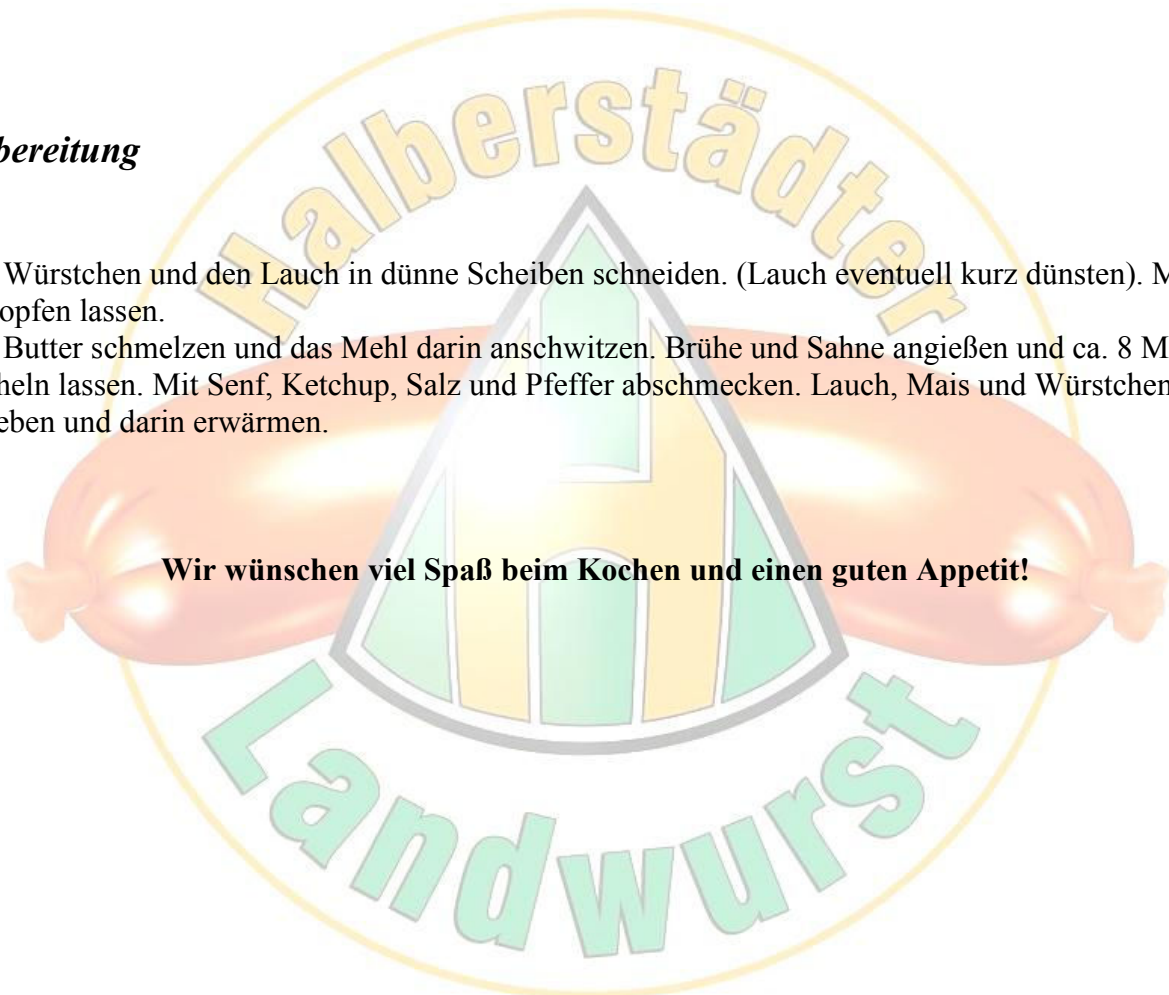 Halberstädter
bereitung
Würstchen und den Lauch in dünne Scheiben schneiden. (Lauch eventuell kurz dünsten). M
opfen lassen.
Butter schmelzen und das Mehl darin anschwitzen. Brühe und Sahne angießen und ca. 8 M
heln lassen. Mit Senf, Ketchup, Salz und Pfeffer abschmecken. Lauch, Mais und Würstchen
eben und darin erwärmen.
H
Wir wünschen viel Spaß beim Kochen und einen guten Appetit!
Landwurst